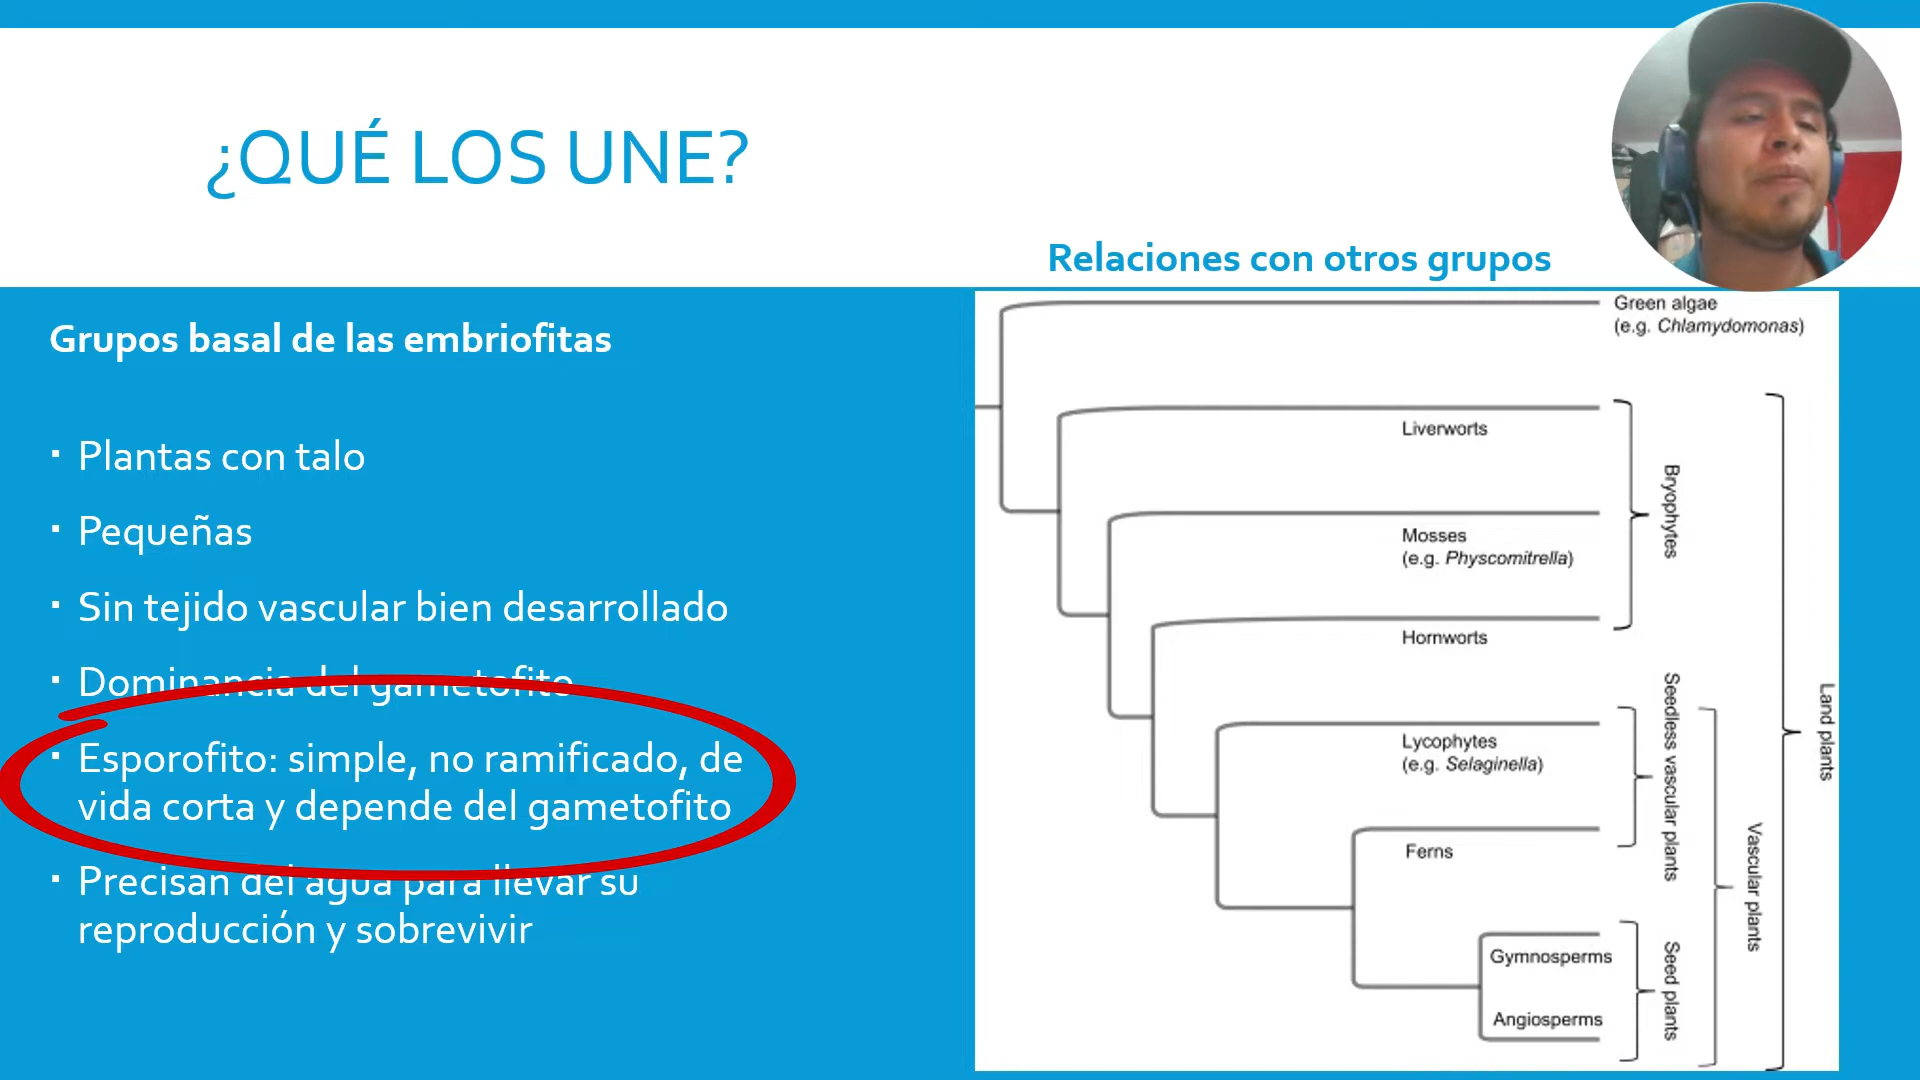 ¿QUÉ LOS UNE?
Relaciones con otros grupos
Grupos basal de las embriofitas
▪ Plantas con talo
▪ Pequeñas
▪ Sin tejido vascular bien desarrollado
▪ Dominancia del gametofito
▪ Esporofito: simple, no ramificado, de
vida corta y depende del gametofito
▪ Precisan del agua para llevar su
reproducción y sobrevivir
Green algae
(e.g. Chlamydomonas)
Liverworts
Mosses
(e.g. Physcomitrella)
Hornworts
Lycophytes
(e.g. Selaginella)
Ferns
Gymnosperms
Angiosperms
Bryophytes
Seedless vascular plants
Seed plants
Vascular plants
Land plants